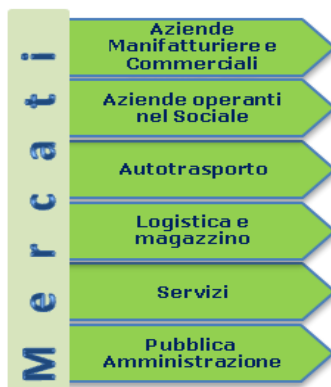 Mercati
Aziende
Manifatturiere e
Commerciali
Aziende operanti
nel Sociale
Autotrasporto
Logistica e
magazzino
Servizi
Pubblica
Amministrazione